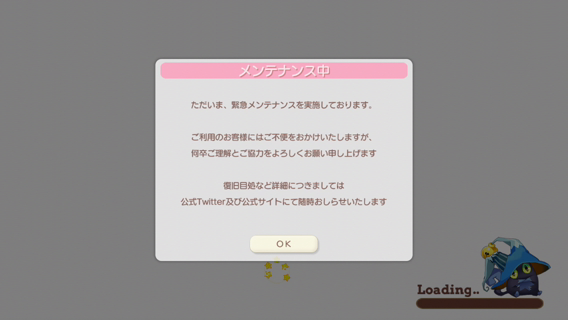 メンテナンス中
ただいま、緊急メンテナンスを実施しております。
ご利用のお客様にはご不便をおかけいたしますが、
何卒ご理解とご協力をよろしくお願い申し上げます
復旧目処など詳細につきましては
公式Twitter及び公式サイトにて随時おしらせいたします
OK
Loading..